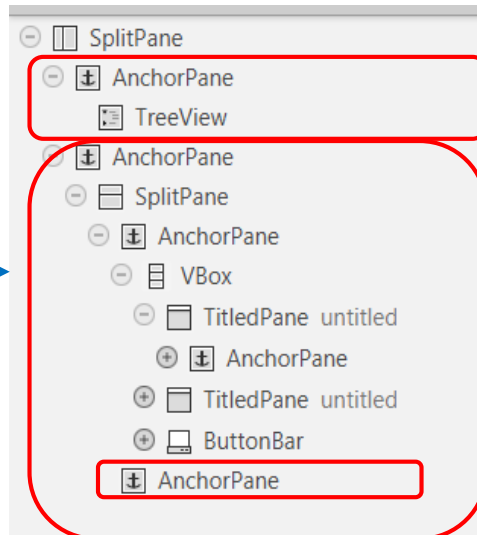 SplitPane
AnchorPane
TreeView
AnchorPane
SplitPane
AnchorPane
VBox
TitledPane untitled
AnchorPane
TitledPane untitled
ButtonBar
AnchorPane